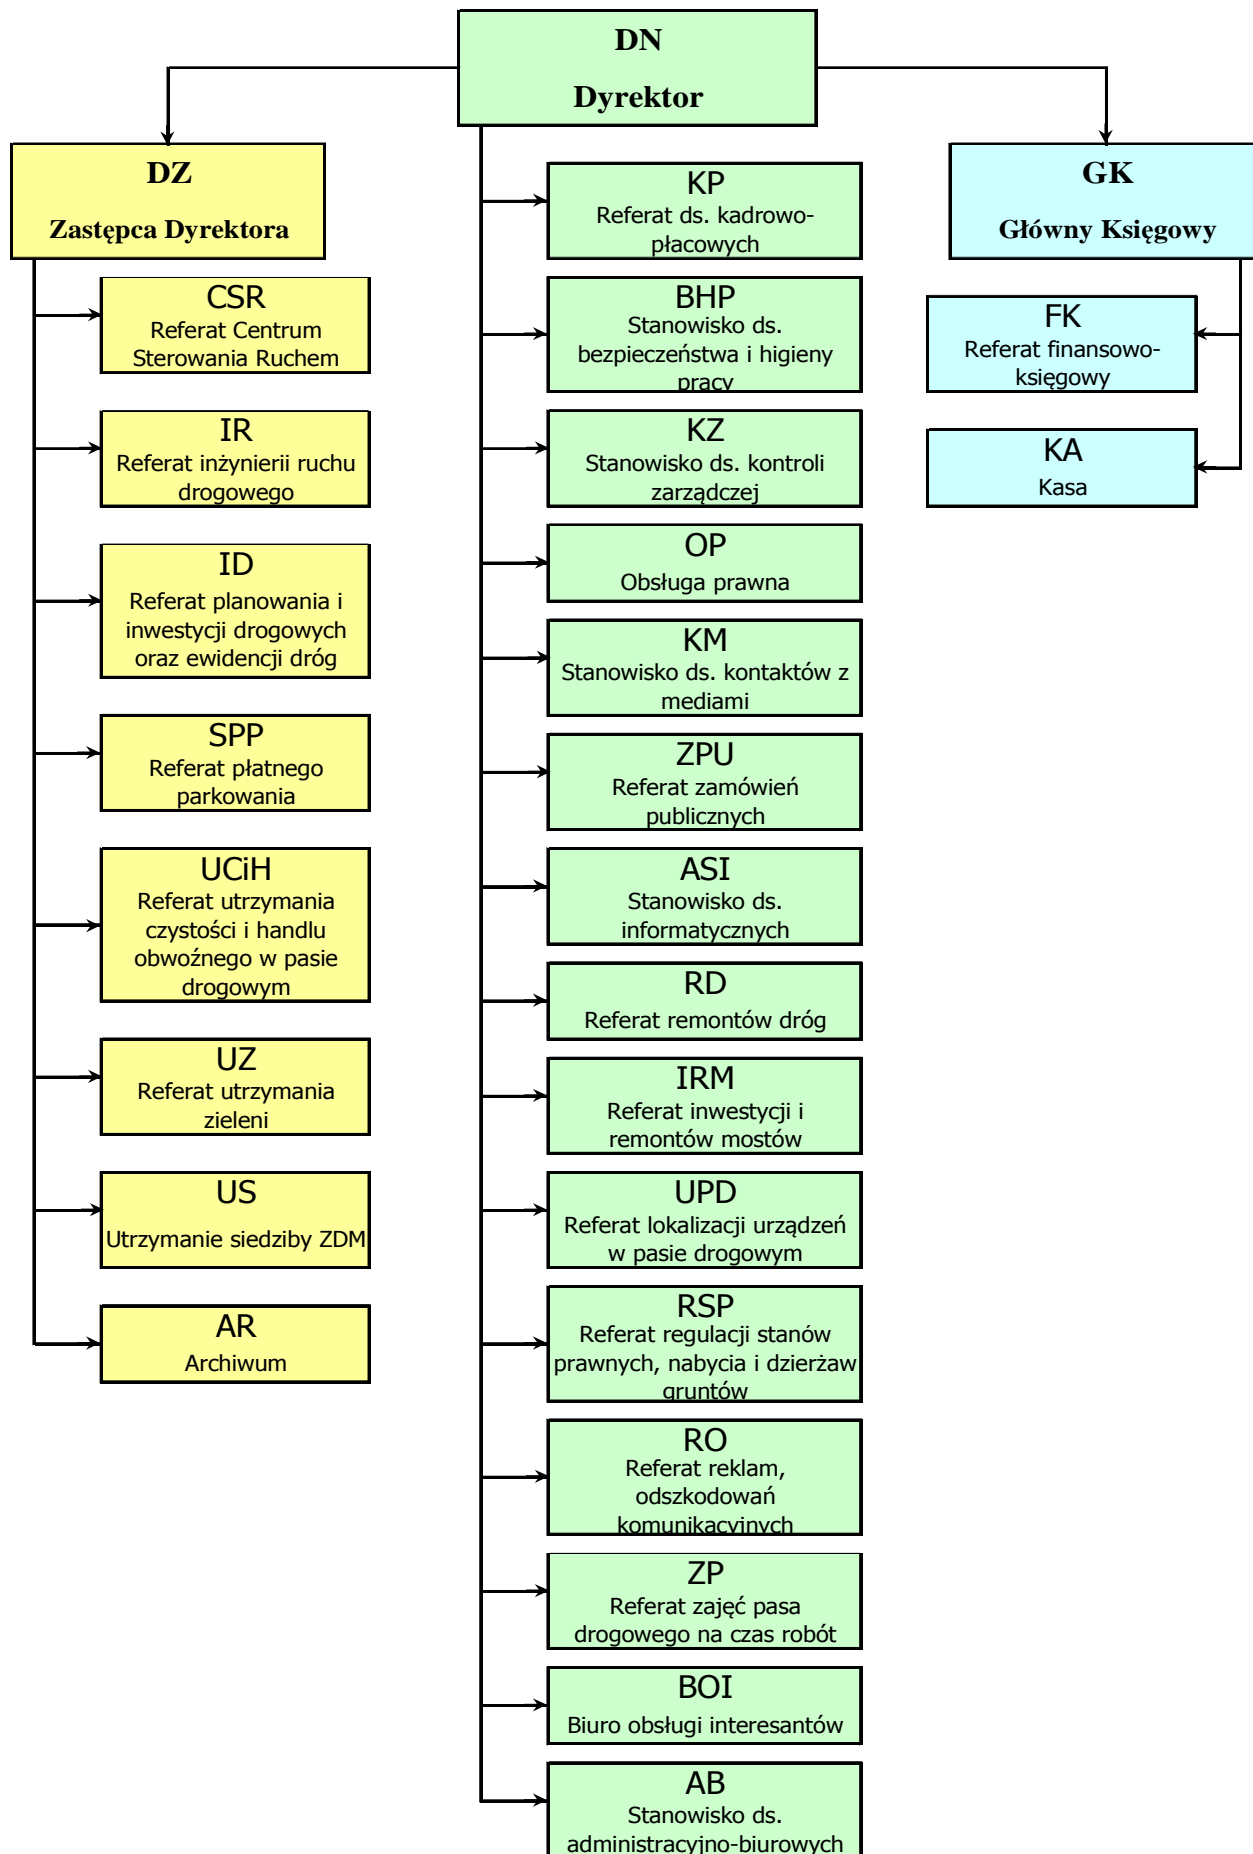 DN
Dyrektor
DZ
Zastępca Dyrektora
CSR
Referat Centrum
Sterowania Ruchem
IR
Referat inżynierii ruchu
drogowego
ID
Referat planowania i
inwestycji drogowych
oraz ewidencji dróg
SPP
Referat płatnego
parkowania
UCiH
Referat utrzymania
czystości i handlu
obwoźnego w pasie
drogowym
UZ
Referat utrzymania
zieleni
US
Utrzymanie siedziby ZDM
AR
Archiwum
KP
Referat ds. kadrowo-
płacowych
BHP
Stanowisko ds.
bezpieczeństwa i higieny
pracy
KZ
Stanowisko ds. kontroli
zarządczej
OP
Obsługa prawna
KM
Stanowisko ds. kontaktów z
mediami
ZPU
Referat zamówień
publicznych
ASI
Stanowisko ds.
informatycznych
RD
Referat remontów dróg
IRM
Referat inwestycji i
remontów mostów
UPD
Referat lokalizacji urządzeń
w pasie drogowym
RSP
Referat regulacji stanów
prawnych, nabycia i dzierżaw
gruntów
RO
Referat reklam,
odszkodowań
komunikacyjnych
ZP
Referat zajęć pasa
drogowego na czas robót
BOI
Biuro obsługi interesantów
AB
Stanowisko ds.
administracyjno-biurowych
GK
Główny Księgowy
FK
Referat finansowo-
księgowy
KA
Kasa